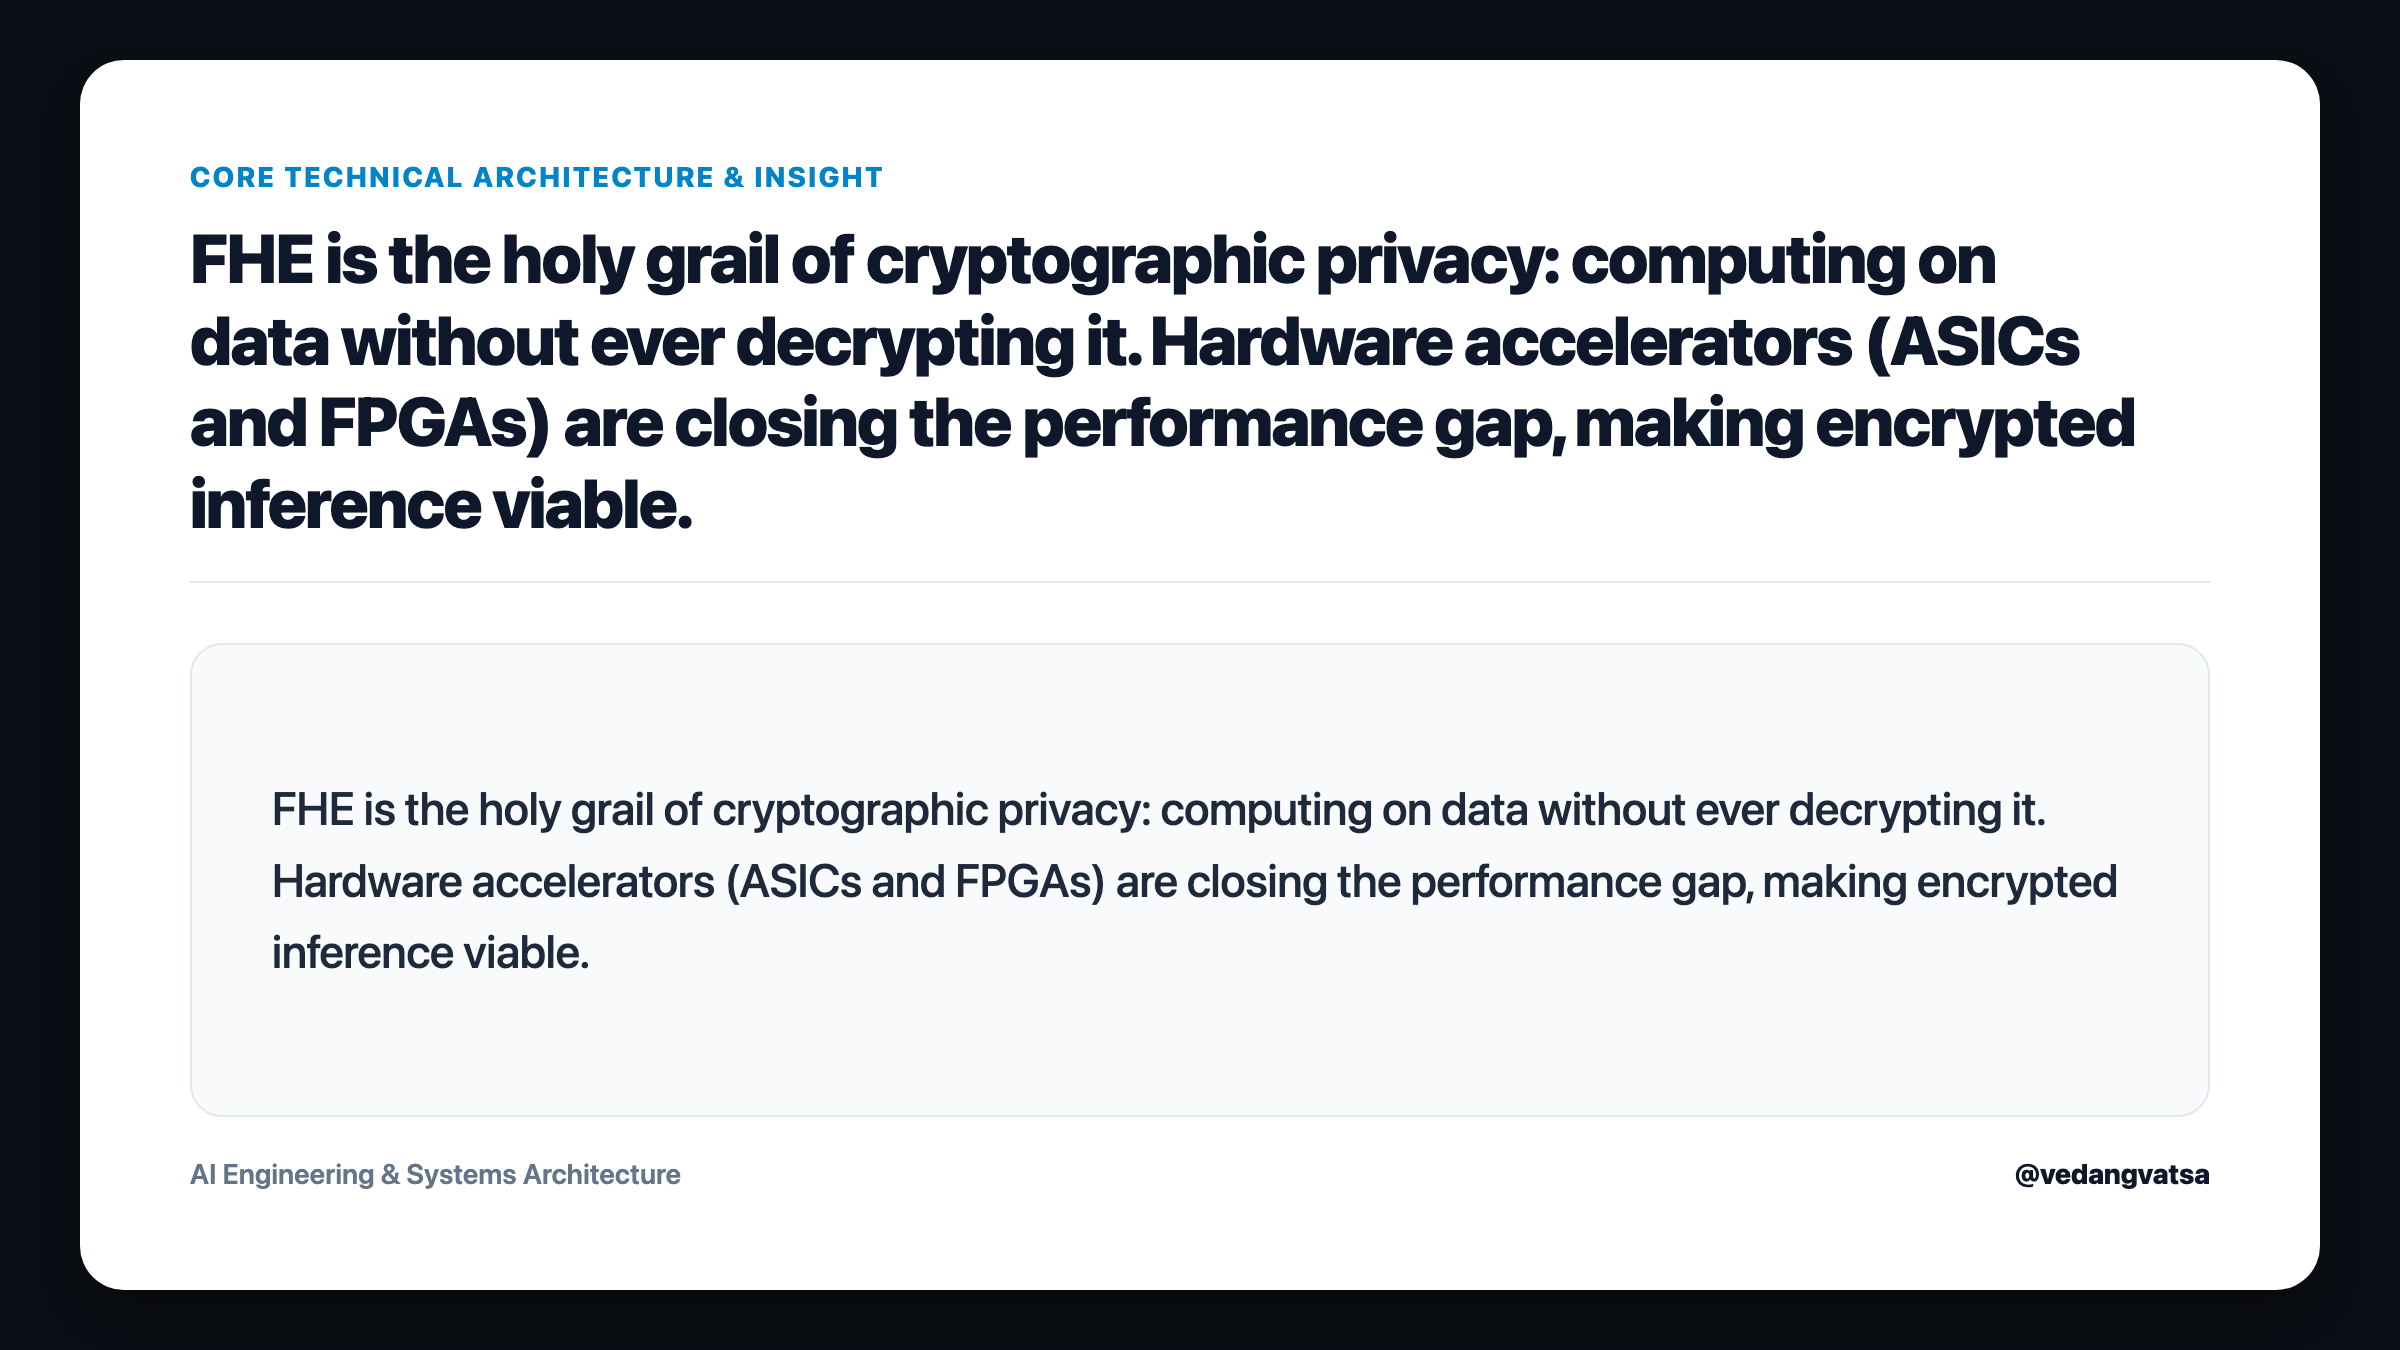 CORE TECHNICAL ARCHITECTURE & INSIGHT
FHE is the holy grail of cryptographic privacy: computing on
data without ever decrypting it. Hardware accelerators (ASICs
and FPGAs) are closing the performance gap, making encrypted
inference viable.
FHE is the holy grail of cryptographic privacy: computing on data without ever decrypting it.
Hardware accelerators (ASICs and FPGAs) are closing the performance gap, making encrypted
inference viable.
AI Engineering & Systems Architecture
@vedangvatsa